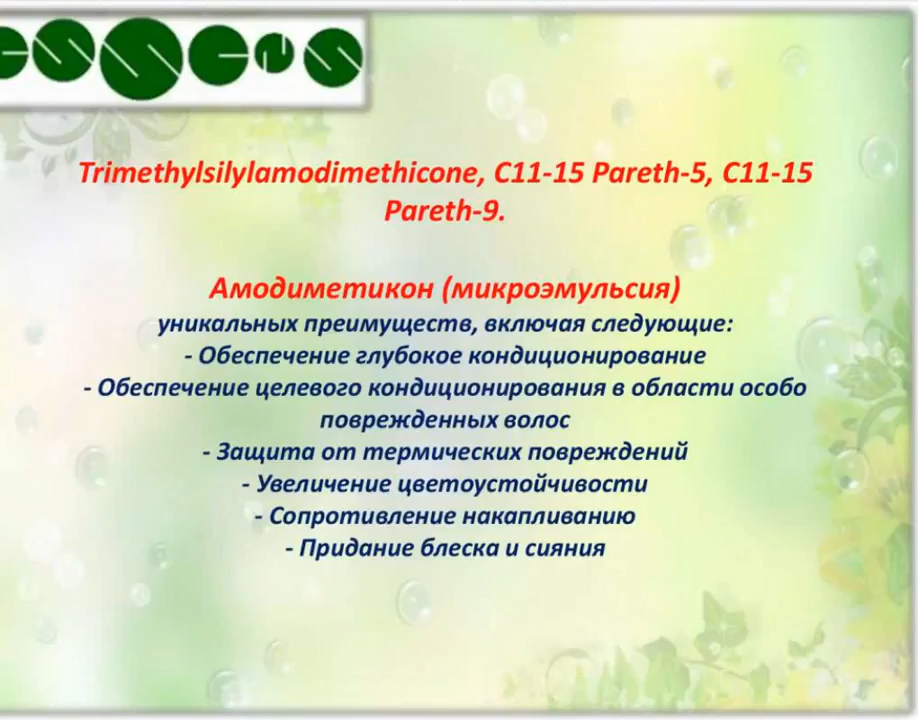 essens
Trimethylsilylamodimethicone, C11-15 Pareth-5, C11-15
Pareth-9.
Амодиметикон (микроэмульсия)
уникальных преимуществ, включая следующие:
- Обеспечение глубокое кондиционирование
- Обеспечение целевого кондиционирования в области особо
поврежденных волос
- Защита от термических повреждений
- Увеличение цветоустойчивости
- Сопротивление накапливанию
- Придание блеска и сияния